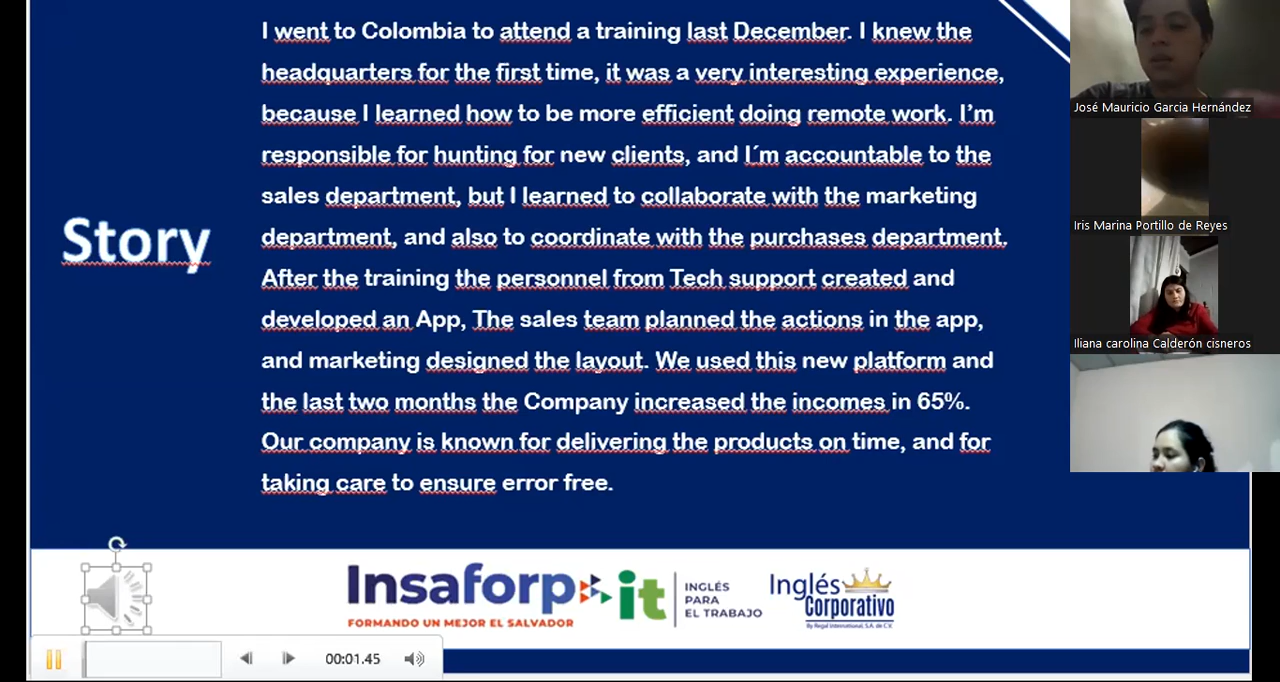 I went to Colombia to attend a training last December. I knew the
headquarters for the first time, it was a very interesting experience,
because I learned how to be more efficient doing remote work. I'm
responsible for hunting for new clients, and I´m accountable to the
sales department, but I learned to collaborate with the marketing
department, and also to coordinate with the purchases department.
After the training the personnel from Tech support created and
developed an App, The sales team planned the actions in the app,
and marketing designed the layout. We used this new platform and
the last two months the Company increased the incomes in 65%.
Our company is known for delivering the products on time, and for
taking care to ensure error free.
Story
José Mauricio Garcia Hernández
Iris Marina Portillo de Reyes
Iliana carolina Calderón cisneros
Insaforp
FORMANDO UN MEJOR EL SALVADOR
it
INGLÉS
PARA
EL TRABAJO
Inglés
Corporativo
By Regal International, S.A. de C.V.
00:01.45